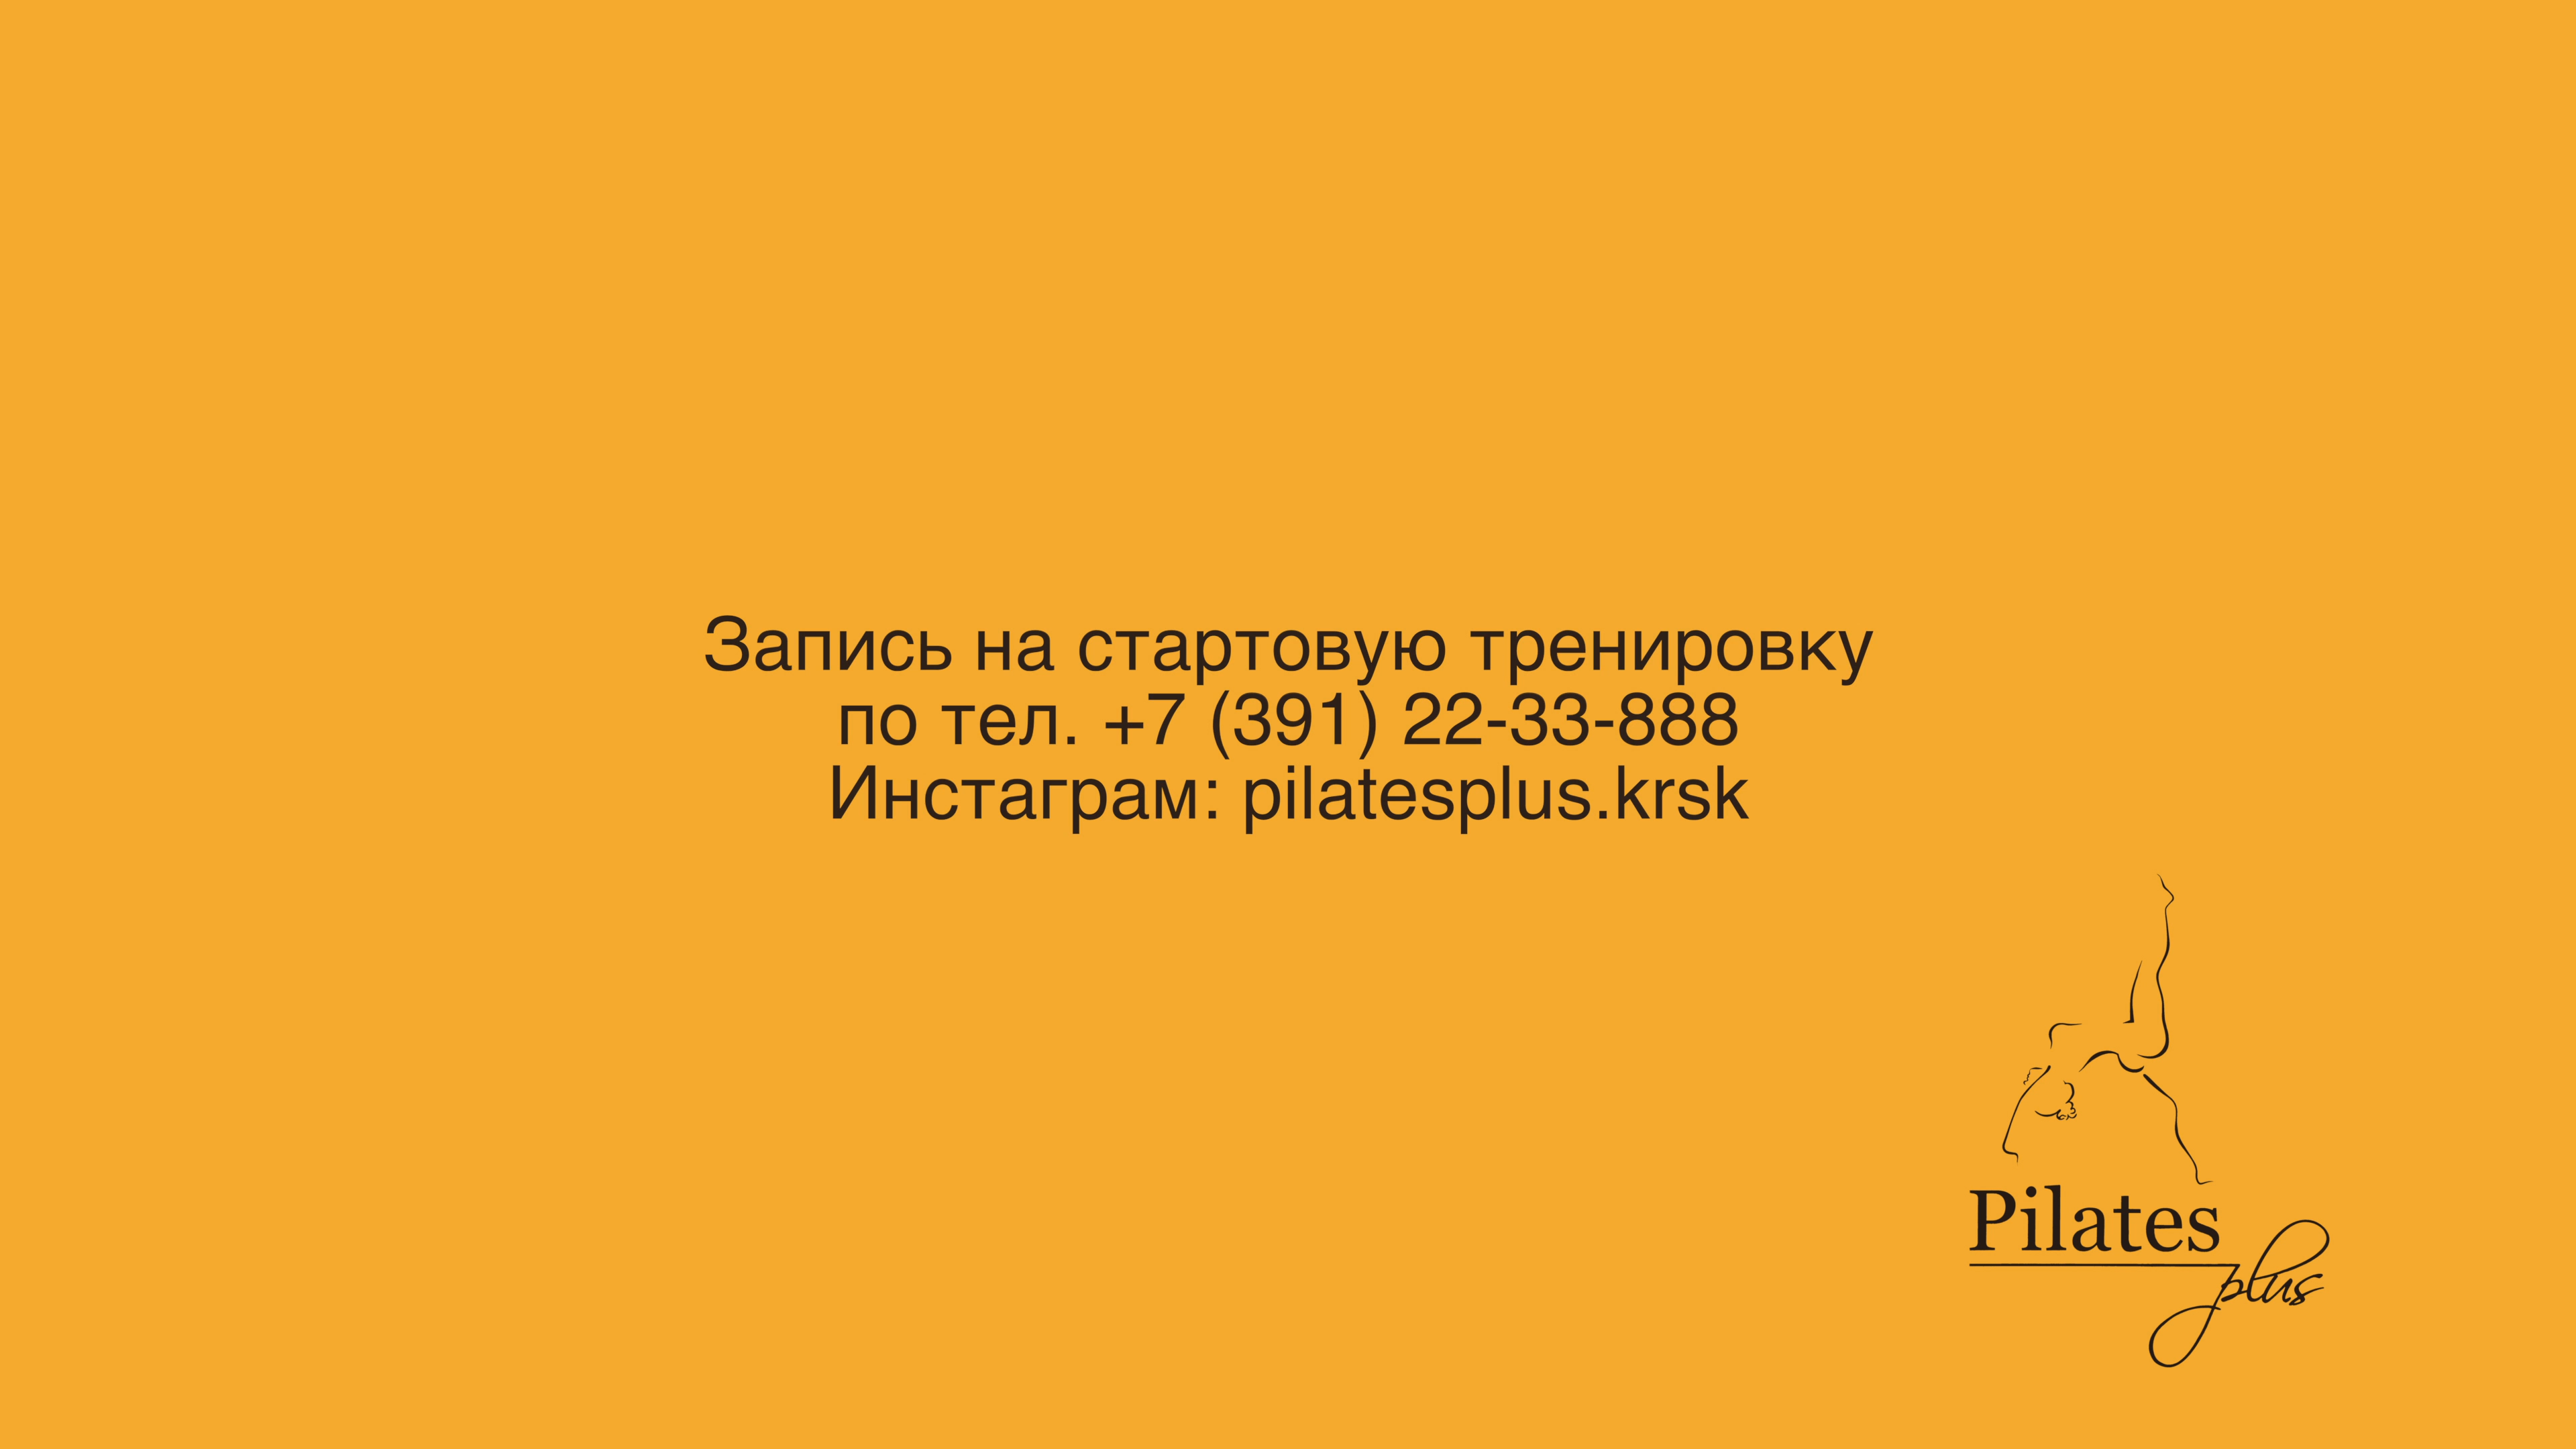 Запись на стартовую тренировку
по тел. +7 (391) 22-33-888
Инстаграм: pilatesplus.krsk
Pilates
plus